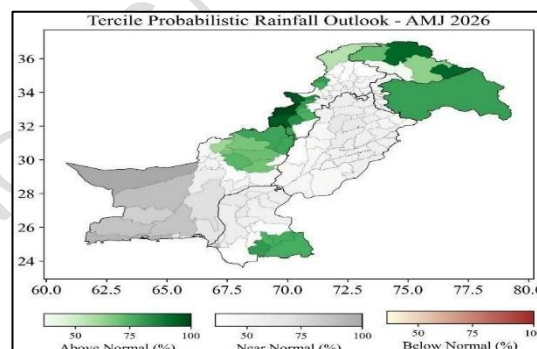 Tercile Probabilistic Rainfall Outlook - AMJ 2026
36
34
32
30
28
26
24
60.0 62.5 65.0 67.5 70.0 72.5 75.0 77.5 80.0
50 75 100 50 75 100 50 75 100
Above Normal (%) Near Normal (%) Below Normal (%)